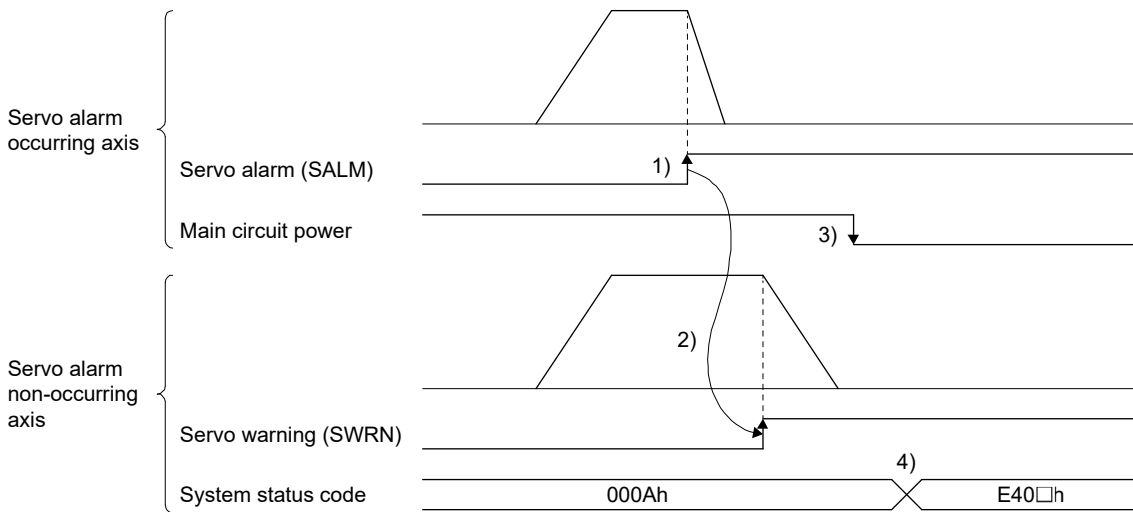 Servo alarm
occurring axis
Servo alarm (SALM)
1)
Main circuit power
3)
2)
Servo alarm
non-occurring
axis
Servo warning (SWRN)
4)
System status code
000Ah
E40□h